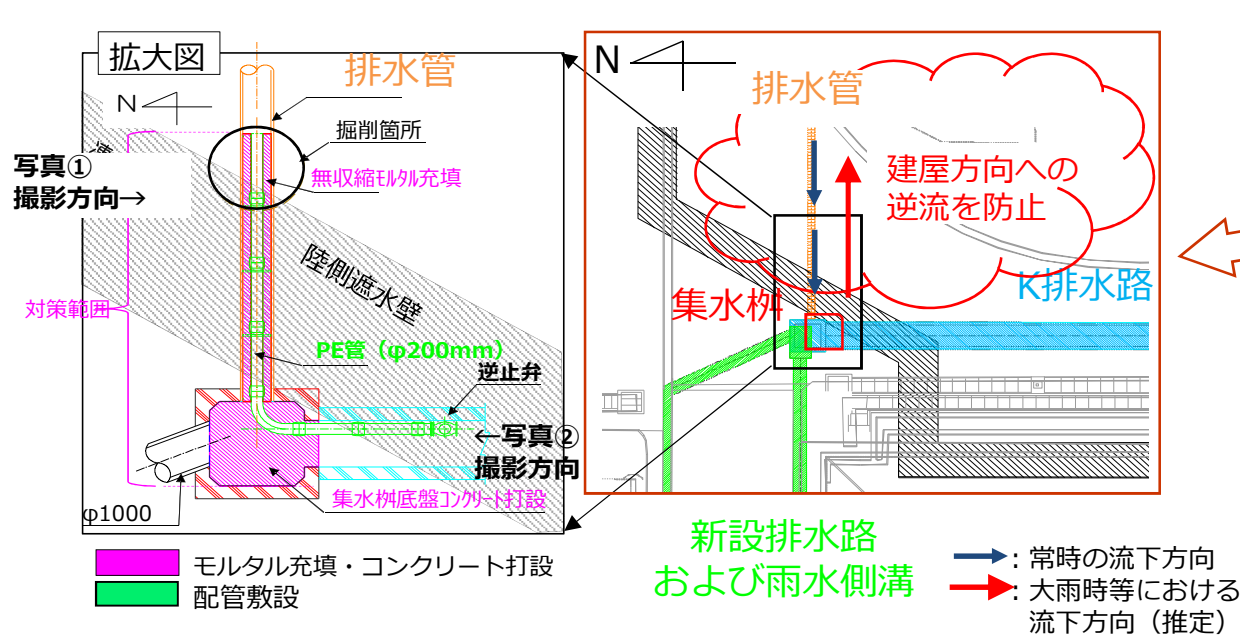 拡大図
N
排水管
掘削箇所
無収縮ﾓﾙﾀﾙ充填
写真①
撮影方向→
陸側遮水壁
対策範囲
PE管（φ200mm）
逆止弁
←写真②
撮影方向
集水桝底盤ｺﾝｸﾘｰﾄ打設
φ1000
モルタル充填・コンクリート打設
配管敷設
N
排水管
建屋方向への
逆流を防止
集水桝
K排水路
新設排水路
および雨水側溝
：常時の流下方向
：大雨時等における
流下方向（推定）